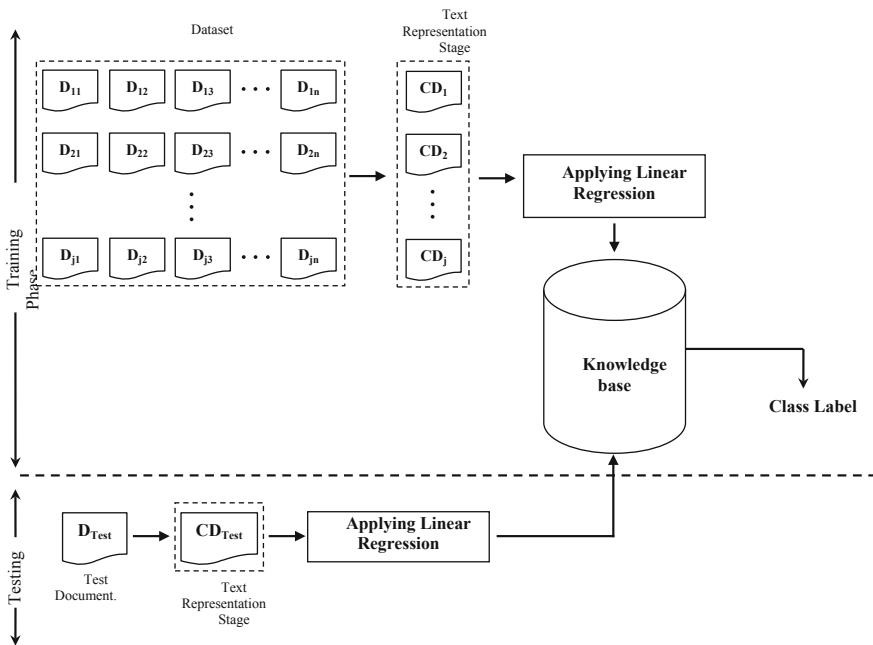 Dataset
Text
Representation
Stage
D11 D12 D13 • • • D1n
CD1
D21 D22 D23 • • • D2n
CD2
Applying Linear
Regression
Dj1 Dj2 Dj3 • • • Djn
CDj
Training
Phase
Knowledge
base
Class Label
Testing
DTest
CDTest
Applying Linear
Regression
Test
Document.
Text
Representation
Stage